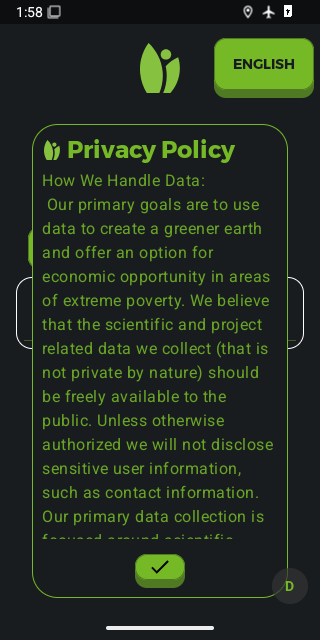 1:58
ENGLISH
Privacy Policy
How We Handle Data:
Our primary goals are to use
data to create a greener earth
and offer an option for
economic opportunity in areas
of extreme poverty. We believe
that the scientific and project
related data we collect (that is
not private by nature) should
be freely available to the
public. Unless otherwise
authorized we will not disclose
sensitive user information,
such as contact information.
Our primary data collection is
focused around scientific
D